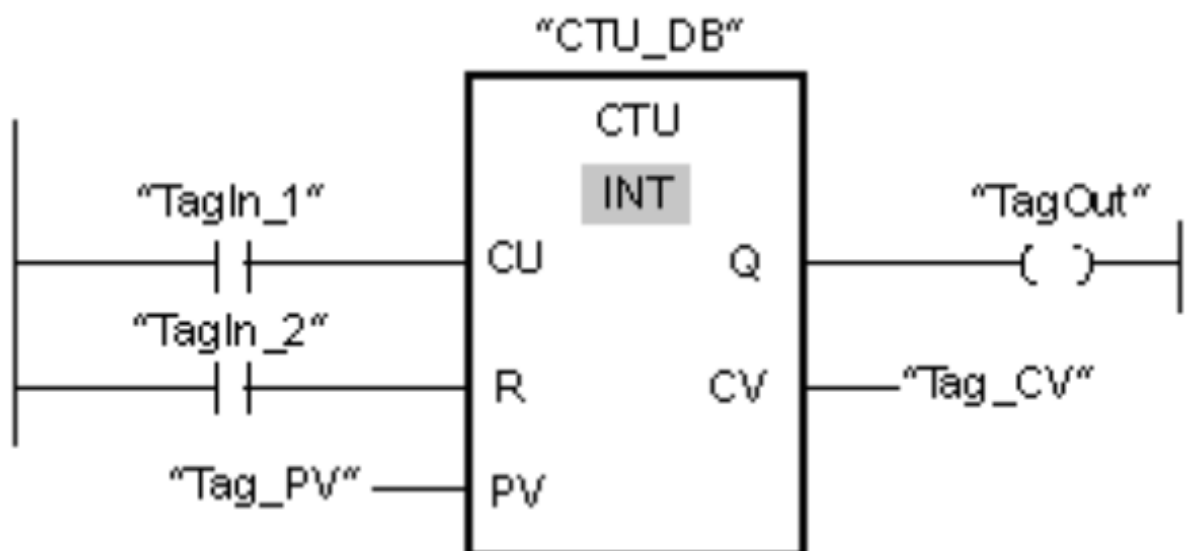 “CTU_DB“
CTU
INT
“TagIn_1“
“TagOut“
CU
Q
“TagIn_2“
R
CV
“Tag_CV“
“Tag_PV“
PV